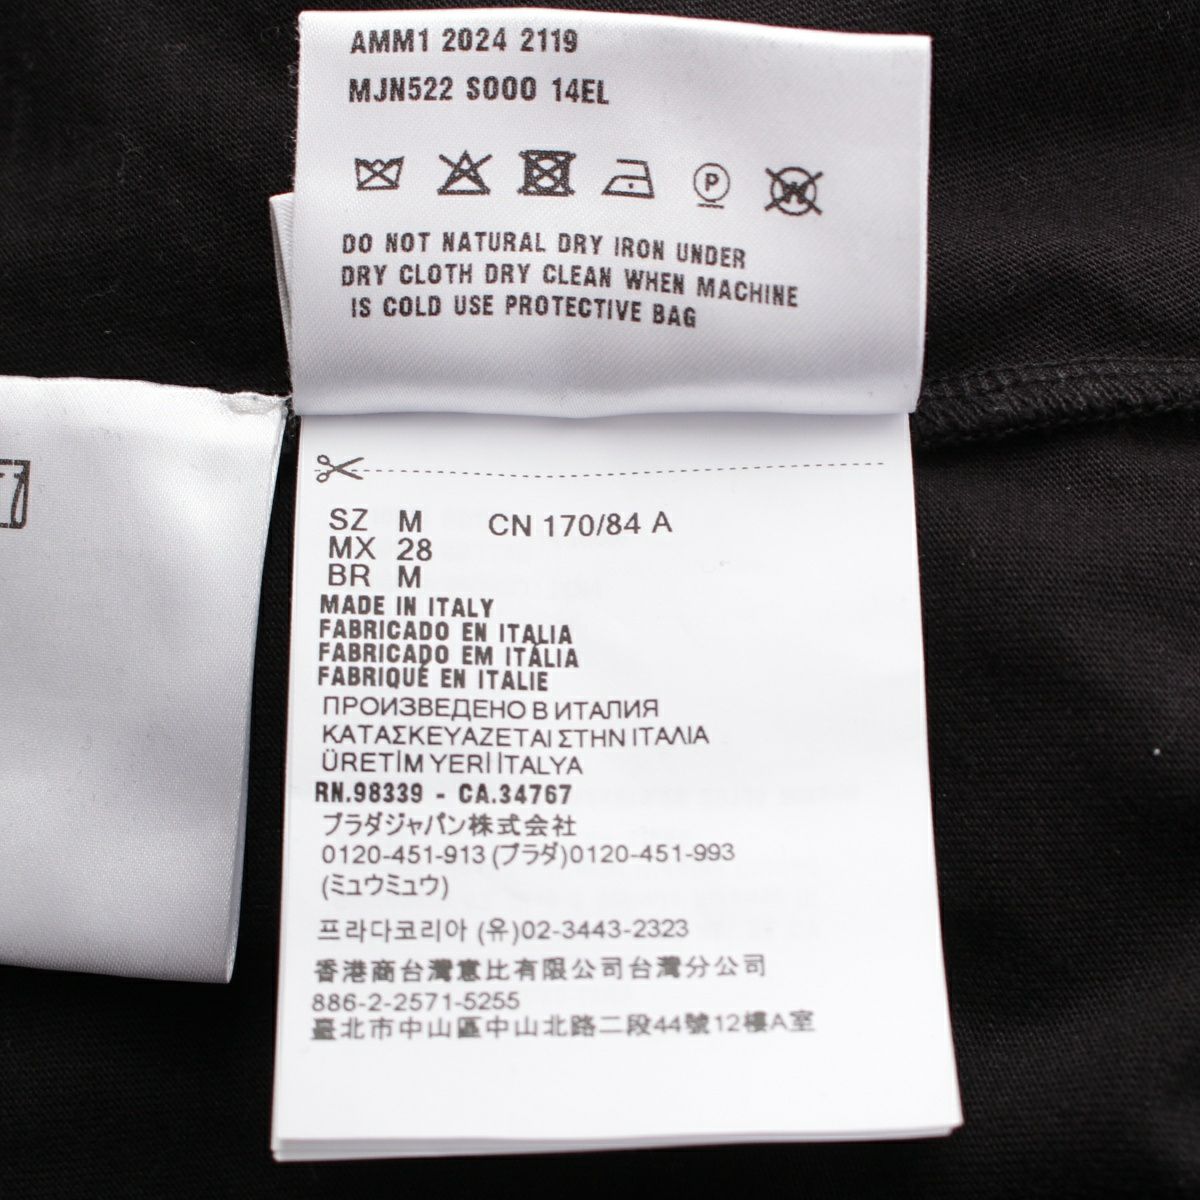 AMM1 2024 2119
MJN522 S000 14EL
P
W
DO NOT NATURAL DRY IRON UNDER
DRY CLOTH DRY CLEAN WHEN MACHINE
IS COLD USE PROTECTIVE BAG
SZ M CN 170/84 A
MX 28
BR M
MADE IN ITALY
FABRICADO EN ITALIA
FABRICADO EM ITÁLIA
FABRIQUÉ EN ITALIE
ПРОИЗВЕДЕНО В ИТАЛИЯ
ΚΑΤΑΣΚΕΥΑΖΕΤΑΙ ΣΤΗΝ ΙΤΑΛΙΑ
ÜRETİM YERİ İTALYA
RN.98339 - CA.34767
プラダジャパン株式会社
0120-451-913 (プラダ)0120-451-993
(ミュウミュウ)
프라다코리아 (유)02-3443-2323
香港商台灣意比有限公司台灣分公司
886-2-2571-5255
臺北市中山區中山北路二段44號12樓A室